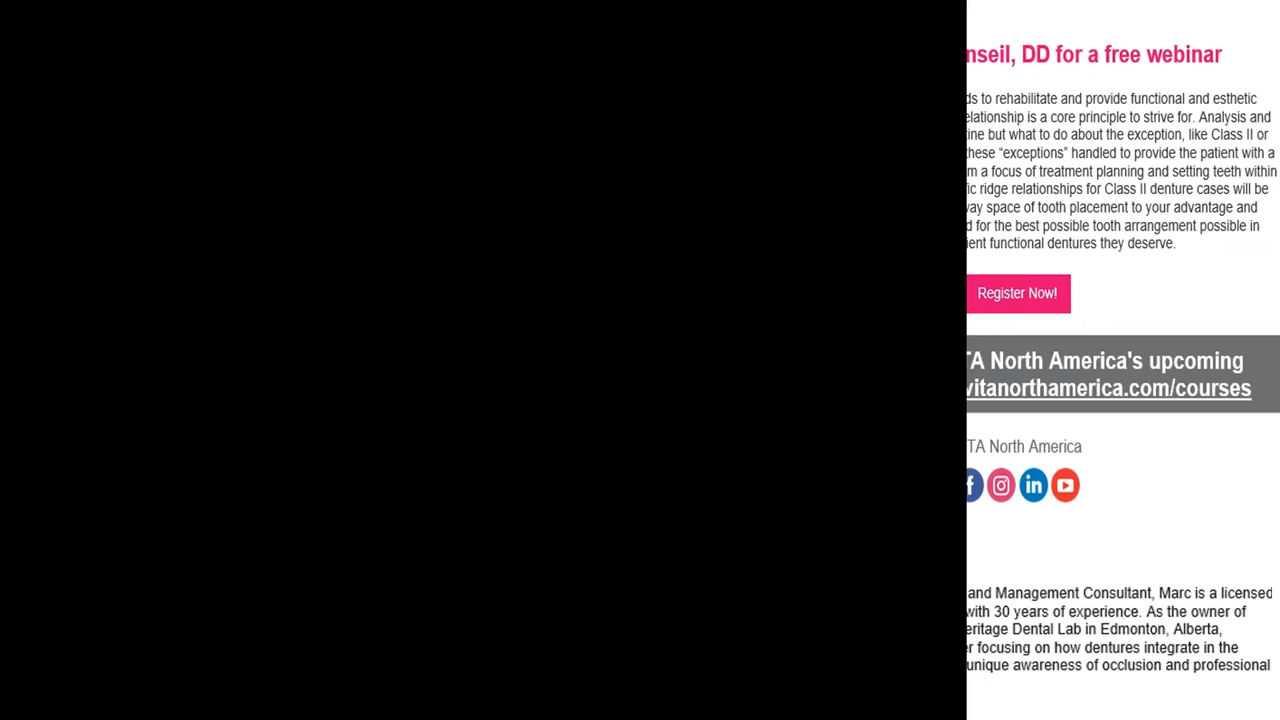 nseil, DD for a free webinar
ds to rehabilitate and provide functional and esthetic
elationship is a core principle to strive for. Analysis and
tine but what to do about the exception, like Class II or
these “exceptions” handled to provide the patient with a
m a focus of treatment planning and setting teeth within
fic ridge relationships for Class II denture cases will be
way space of tooth placement to your advantage and
d for the best possible tooth arrangement possible in
ient functional dentures they deserve.
Register Now!
TA North America's upcoming
vitanorthamerica.com/courses
TA North America
and Management Consultant, Marc is a licensed
with 30 years of experience. As the owner of
eritage Dental Lab in Edmonton, Alberta,
r focusing on how dentures integrate in the
unique awareness of occlusion and professional